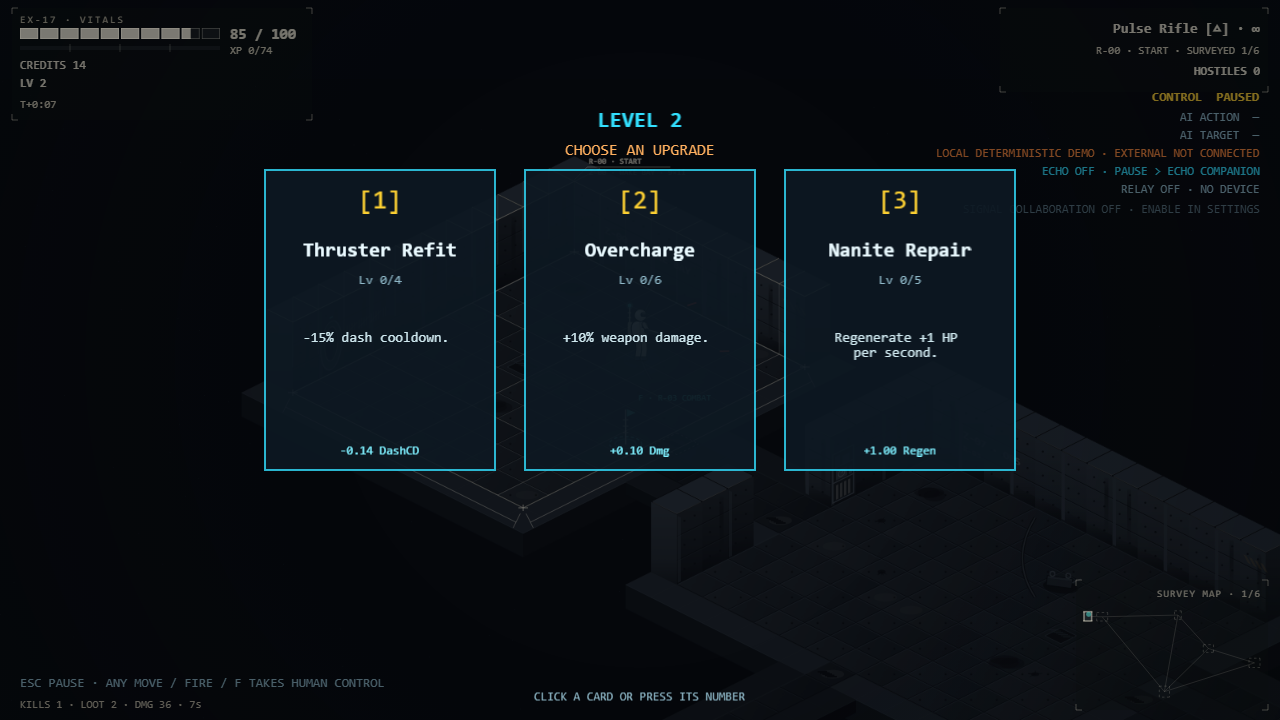 EX-17 · VITALS
85 / 100
XP 0/74
CREDITS 14
LV 2
T+0:07
Pulse Rifle [▲] · ∞
R-00 · START · SURVEYED 1/6
HOSTILES 0
CONTROL PAUSED
AI ACTION —
AI TARGET —
LOCAL DETERMINISTIC DEMO · EXTERNAL NOT CONNECTED
ECHO OFF · PAUSE > ECHO COMPANION
RELAY OFF · NO DEVICE
COLLABORATION OFF · ENABLE IN SETTINGS
LEVEL 2
CHOOSE AN UPGRADE
R-00 · START
[1]
Thruster Refit
Lv 0/4
-15% dash cooldown.
-0.14 DashCD
[2]
Overcharge
Lv 0/6
+10% weapon damage.
+0.10 Dmg
[3]
Nanite Repair
Lv 0/5
Regenerate +1 HP
per second.
+1.00 Regen
SURVEY MAP · 1/6
ESC PAUSE · ANY MOVE / FIRE / F TAKES HUMAN CONTROL
KILLS 1 · LOOT 2 · DMG 36 · 7s
CLICK A CARD OR PRESS ITS NUMBER